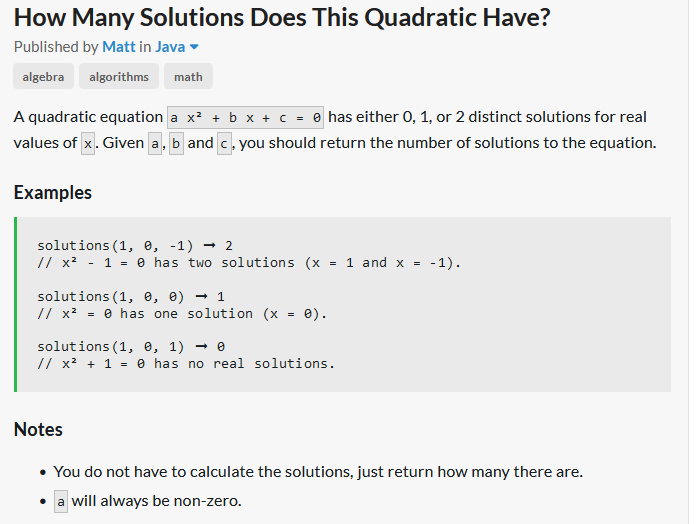 How Many Solutions Does This Quadratic Have?
Published by Matt in Java
algebra algorithms math
A quadratic equation a x² + b x + c = 0 has either 0, 1, or 2 distinct solutions for real
values of x. Given a, b and c, you should return the number of solutions to the equation.
Examples
solutions(1, 0, -1) ➞ 2
// x² - 1 = 0 has two solutions (x = 1 and x = -1).
solutions(1, 0, 0) ➞ 1
// x² = 0 has one solution (x = 0).
solutions(1, 0, 1) ➞ 0
// x² + 1 = 0 has no real solutions.
Notes
• You do not have to calculate the solutions, just return how many there are.
• a will always be non-zero.